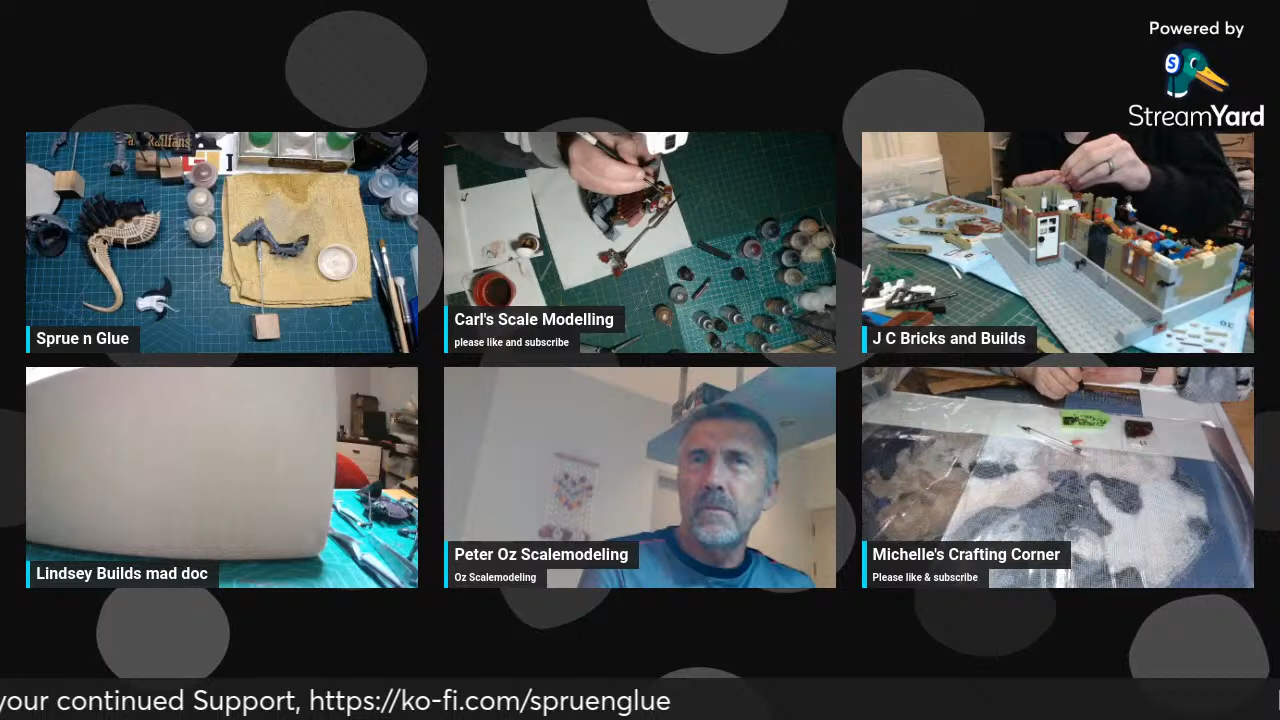 Powered by
StreamYard
Sprue n Glue
Carl's Scale Modelling
please like and subscribe
J C Bricks and Builds
Lindsey Builds mad doc
Peter Oz Scalemodeling
Oz Scalemodeling
Michelle's Crafting Corner
Please like & subscribe
your continued Support, https://ko-fi.com/spruenglue